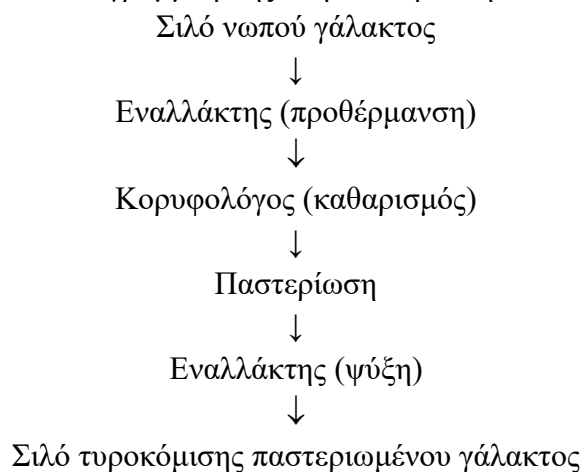 Σιλό νωπού γάλακτος
↓
Εναλλάκτης (προθέρμανση)
↓
Κορυφολόγος (καθαρισμός)
↓
Παστερίωση
↓
Εναλλάκτης (ψύξη)
↓
Σιλό τυροκόμισης παστεριωμένου γάλακτος